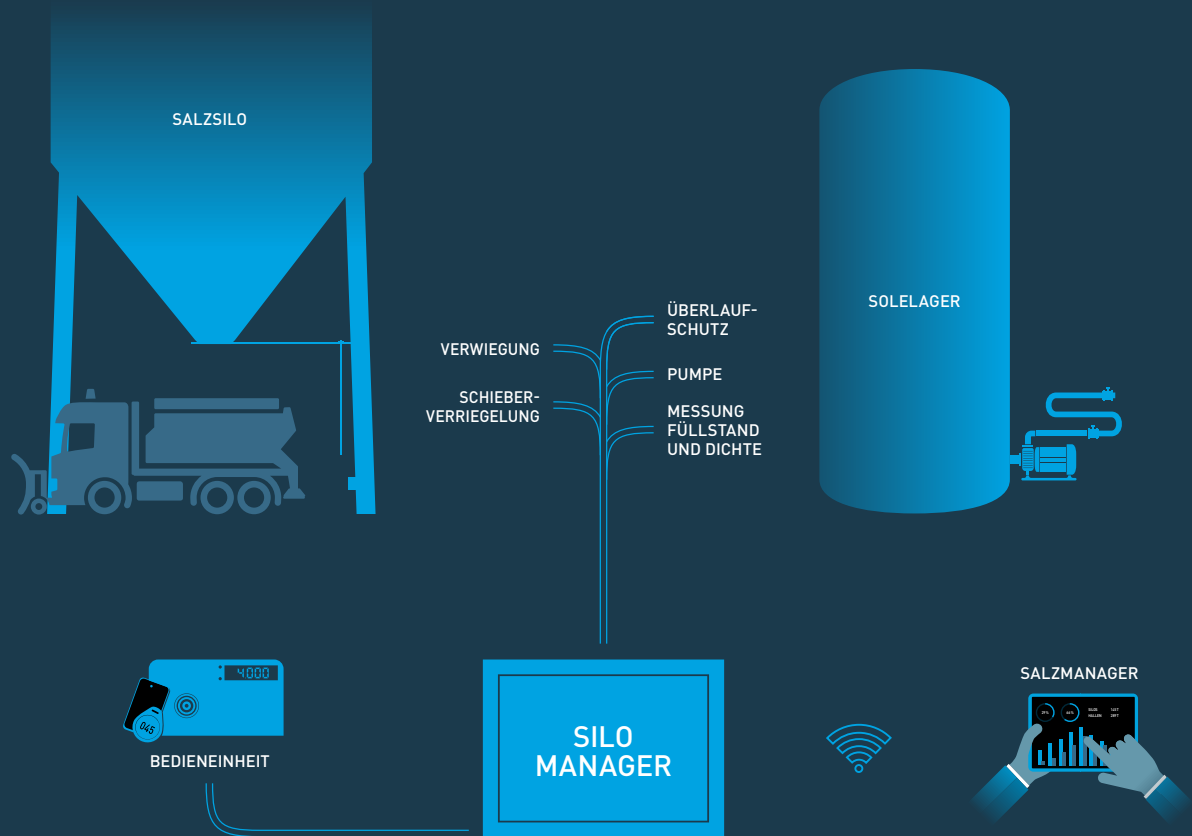 SALZSILO
SOLELAGER
ÜBERLAUF-
SCHUTZ
VERWIEGUNG
PUMPE
SCHIEBER-
VERRIEGELUNG
MESSUNG
FÜLLSTAND
UND DICHTE
4000
045
BEDIENEINHEIT
SILO
MANAGER
SALZMANAGER